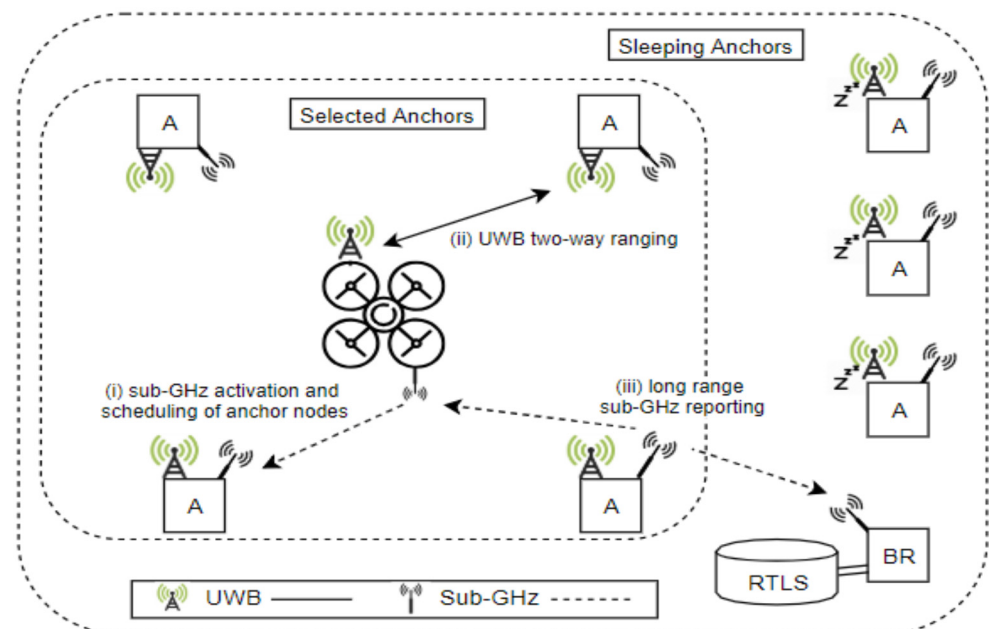 Sleeping Anchors
Selected Anchors
A
A
Z z z
A
(ii) UWB two-way ranging
Z z z
A
(i) sub-GHz activation and
scheduling of anchor nodes
(iii) long range
sub-GHz reporting
Z z z
A
A
A
BR
RTLS
UWB
Sub-GHz